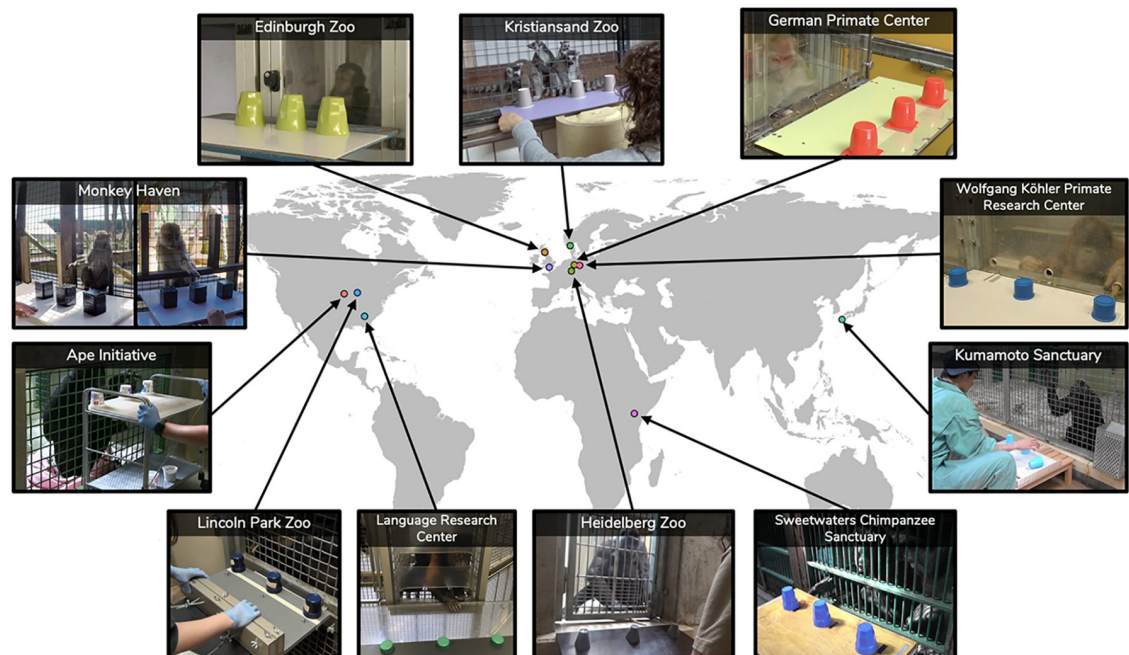 Edinburgh Zoo
Kristiansand Zoo
German Primate Center
Monkey Haven
Wolfgang Köhler Primate
Research Center
Ape Initiative
Kumamoto Sanctuary
Lincoln Park Zoo
Language Research
Center
Heidelberg Zoo
Sweetwaters Chimpanzee
Sanctuary